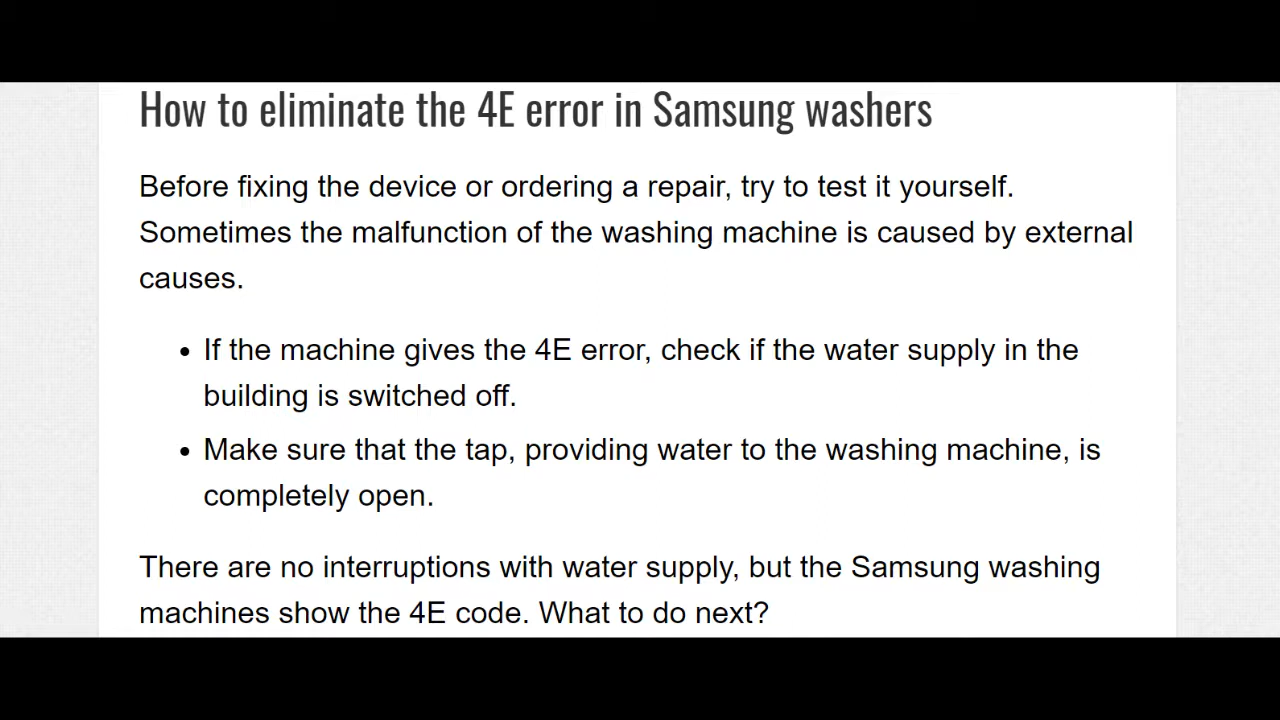 How to eliminate the 4E error in Samsung washers
Before fixing the device or ordering a repair, try to test it yourself.
Sometimes the malfunction of the washing machine is caused by external
causes.
• If the machine gives the 4E error, check if the water supply in the
building is switched off.
• Make sure that the tap, providing water to the washing machine, is
completely open.
There are no interruptions with water supply, but the Samsung washing
machines show the 4E code. What to do next?